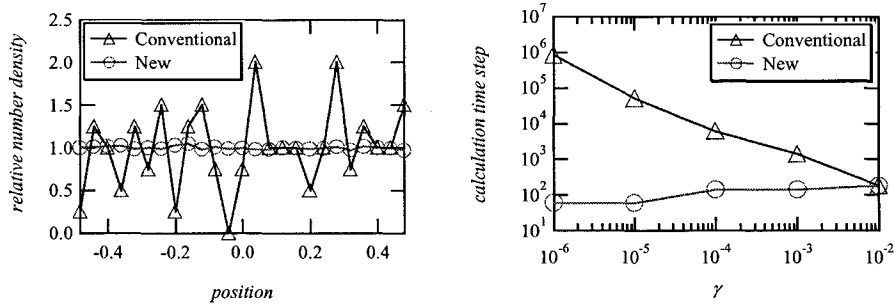 relative number density
2.5
2.0
1.5
1.0
0.5
0.0
Conventional
New
-0.4
-0.2
0.0
0.2
0.4
position
calculation time step
10^7
10^6
10^5
10^4
10^3
10^2
10^1
Conventional
New
10^-6
10^-5
10^-4
10^-3
10^-2
γ